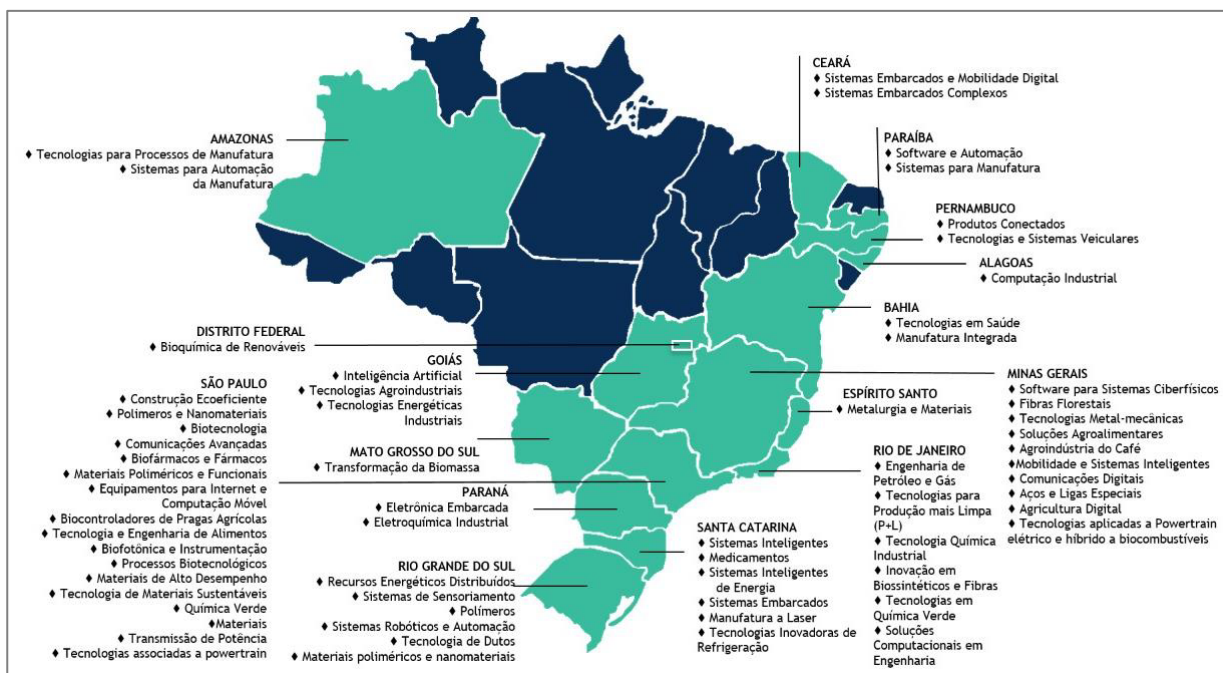 CEARÁ
♦ Sistemas Embarcados e Mobilidade Digital
♦ Sistemas Embarcados Complexos
AMAZONAS
♦ Tecnologias para Processos de Manufatura
♦ Sistemas para Automação
da Manufatura
PARAÍBA
♦ Software e Automação
♦ Sistemas para Manufatura
PERNAMBUCO
♦ Produtos Conectados
♦ Tecnologias e Sistemas Veiculares
ALAGOAS
♦ Computação Industrial
BAHIA
♦ Tecnologias em Saúde
♦ Manufatura Integrada
DISTRITO FEDERAL
♦ Bioquímica de Renováveis
GOIÁS
♦ Inteligência Artificial
♦ Tecnologias Agroindustriais
♦ Tecnologias Energéticas
Industriais
MINAS GERAIS
♦ Software para Sistemas Ciberfísicos
♦ Fibras Florestais
♦ Tecnologias Metal-mecânicas
♦ Soluções Agroalimentares
♦ Agroindústria do Café
♦Mobilidade e Sistemas Inteligentes
♦ Comunicações Digitais
♦ Aços e Ligas Especiais
♦ Agricultura Digital
♦ Tecnologias aplicadas a Powertrain
elétrico e híbrido a biocombustíveis
ESPÍRITO SANTO
♦ Metalurgia e Materiais
SÃO PAULO
♦ Construção Ecoeficiente
♦ Polimeros e Nanomateriais
♦ Biotecnologia
♦ Comunicações Avançadas
♦ Biofármacos e Fármacos
♦ Materiais Poliméricos e Funcionais
♦ Equipamentos para Internet e
Computação Móvel
♦ Biocontroladores de Pragas Agrícolas
♦ Tecnologia e Engenharia de Alimentos
♦ Biofotônica e Instrumentação
♦ Processos Biotecnológicos
♦ Materiais de Alto Desempenho
♦ Tecnologia de Materiais Sustentáveis
♦ Química Verde
♦Materiais
♦ Transmissão de Potência
♦ Tecnologias associadas a powertrain
MATO GROSSO DO SUL
♦ Transformação da Biomassa
PARANÁ
♦ Eletrônica Embarcada
♦ Eletroquímica Industrial
RIO DE JANEIRO
♦ Engenharia de
Petróleo e Gás
♦ Tecnologias para
Produção mais Limpa
(P+L)
♦ Tecnologia Química
Industrial
♦ Inovação em
Biossintéticos e Fibras
♦ Tecnologias em
Química Verde
♦ Soluções
Computacionais em
Engenharia
SANTA CATARINA
♦ Sistemas Inteligentes
♦ Medicamentos
♦ Sistemas Inteligentes
de Energia
♦ Sistemas Embarcados
♦ Manufatura a Laser
♦ Tecnologias Inovadoras de
Refrigeração
RIO GRANDE DO SUL
♦ Recursos Energéticos Distribuídos
♦ Sistemas de Sensoriamento
♦ Polímeros
♦ Sistemas Robóticos e Automação
♦ Tecnologia de Dutos
♦ Materiais poliméricos e nanomateriais